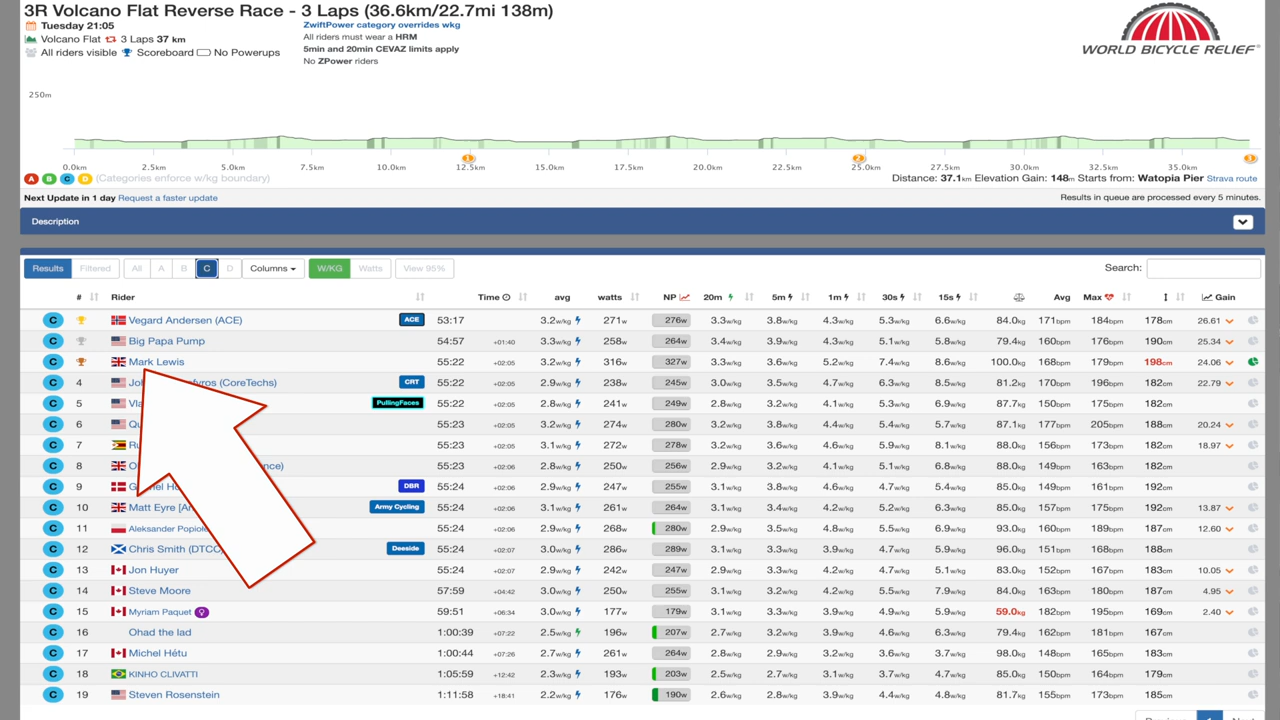 3R Volcano Flat Reverse Race - 3 Laps (36.6km/22.7mi 138m)
Tuesday 21:05
Volcano Flat 3 Laps 37 km
All riders visible Scoreboard No Powerups
ZwiftPower category overrides wkg
All riders must wear a HRM
5min and 20min CEVAZ limits apply
No ZPower riders
WORLD BICYCLE RELIEF
250m
0.0km 2.5km 5.0km 7.5km 10.0km 12.5km 15.0km 17.5km 20.0km 22.5km 25.0km 27.5km 30.0km 32.5km 35.0km
1 2 3
A B C D (Categories enforce w/kg boundary)
Distance: 37.1km Elevation Gain: 148m Starts from: Watopia Pier Strava route
Next Update in 1 day Request a faster update
Results in queue are processed every 5 minutes.
Description
Results Filtered All A B C D Columns W/KG Watts View 95% Search:
# Rider Time avg watts NP 20m 5m 1m 30s 15s Avg Max Gain
C Vegard Andersen (ACE) ACE 53:17 3.2w/kg 271w 276w 3.3w/kg 3.8w/kg 4.3w/kg 5.3w/kg 6.6w/kg 84.0kg 171bpm 184bpm 178cm 26.61
C Big Papa Pump 54:57 +01:40 3.3w/kg 258w 264w 3.4w/kg 3.9w/kg 4.9w/kg 5.1w/kg 5.8w/kg 79.4kg 160bpm 176bpm 190cm 25.34
C Mark Lewis 55:22 +02:05 3.2w/kg 316w 327w 3.3w/kg 3.6w/kg 5.2w/kg 7.4w/kg 8.6w/kg 100.0kg 168bpm 179bpm 198cm 24.06
C 4 (CoreTechs) CRT 55:22 +02:05 2.9w/kg 238w 245w 3.0w/kg 3.5w/kg 4.7w/kg 6.3w/kg 8.5w/kg 81.2kg 170bpm 196bpm 182cm 22.79
C 5 PullingFaces 55:22 +02:05 2.8w/kg 241w 249w 2.8w/kg 3.2w/kg 4.1w/kg 5.9w/kg 6.9w/kg 87.7kg 150bpm 175bpm 182cm
C 6 55:23 +02:05 3.2w/kg 274w 280w 3.2w/kg 3.8w/kg 4.4w/kg 5.4w/kg 5.7w/kg 87.1kg 177bpm 205bpm 188cm 20.24
C 7 55:23 +02:05 3.1w/kg 272w 278w 3.2w/kg 3.6w/kg 4.6w/kg 5.9w/kg 8.1w/kg 88.0kg 156bpm 173bpm 182cm 18.97
C 8 55:23 +02:06 2.8w/kg 250w 256w 2.9w/kg 3.2w/kg 4.1w/kg 5.1w/kg 6.8w/kg 88.0kg 149bpm 163bpm 182cm
C 9 DBR 55:23 +02:06 2.9w/kg 247w 255w 3.1w/kg 3.6w/kg 4.0w/kg 4.7w/kg 5.4w/kg 85.0kg 149bpm 161bpm 192cm
C 10 Matt Eyre Army Cycling 55:24 +02:06 3.1w/kg 261w 264w 3.0w/kg 3.4w/kg 4.2w/kg 5.2w/kg 6.3w/kg 85.0kg 157bpm 175bpm 192cm 13.87
C 11 Aleksander 55:24 +02:06 2.9w/kg 268w 280w 2.9w/kg 3.5w/kg 4.8w/kg 5.5w/kg 6.9w/kg 93.0kg 160bpm 189bpm 187cm 12.60
C 12 Chris Smith (DTCC) Deeside 55:24 +02:07 3.0w/kg 286w 289w 3.1w/kg 3.3w/kg 4.0w/kg 4.7w/kg 5.9w/kg 96.0kg 151bpm 168bpm 188cm
C 13 Jon Huyer 55:24 +02:07 2.9w/kg 242w 247w 2.9w/kg 3.1w/kg 3.9w/kg 4.7w/kg 5.1w/kg 83.0kg 152bpm 167bpm 183cm 10.05
C 14 Steve Moore 57:59 +04:42 2.9w/kg 250w 255w 3.1w/kg 3.2w/kg 4.2w/kg 5.5w/kg 7.9w/kg 84.4kg 163bpm 180bpm 187cm 4.95
C 15 Myriam Paquet 59:51 +06:34 3.0w/kg 177w 179w 3.1w/kg 3.3w/kg 3.9w/kg 4.9w/kg 5.9w/kg 59.0kg 182bpm 195bpm 169cm 2.40
C 16 Ohad the lad 1:00:39 +07:22 2.5w/kg 196w 207w 2.7w/kg 3.2w/kg 3.9w/kg 4.6w/kg 6.3w/kg 79.4kg 162bpm 181bpm 167cm
C 17 Michel Hétu 1:00:44 +07:26 2.7w/kg 261w 264w 2.8w/kg 2.9w/kg 3.0w/kg 3.6w/kg 3.7w/kg 98.0kg 148bpm 165bpm 183cm
C 18 KINHO CLIVATTI 1:05:59 +12:42 2.3w/kg 193w 203w 2.5w/kg 2.9w/kg 3.7w/kg 4.3w/kg 4.5w/kg 85.0kg 150bpm 164bpm 179cm
C 19 Steven Rosenstein 1:11:58 +18:41 2.2w/kg 176w 190w 2.6w/kg 2.8w/kg 3.9w/kg 4.4w/kg 4.8w/kg 81.7kg 155bpm 173bpm 185cm
Previous 1 Next